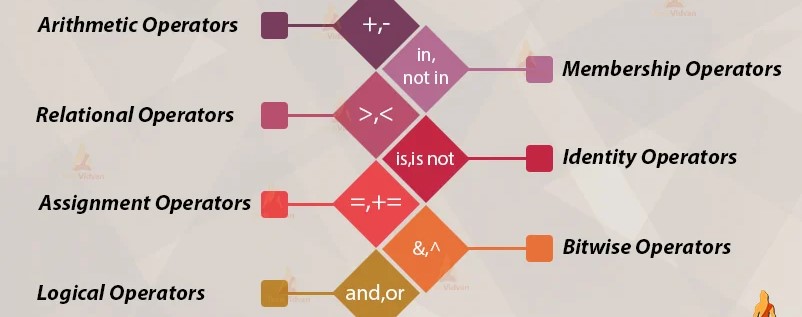 Arithmetic Operators
+,-
in,
not in
Membership Operators
Relational Operators
>,<
is,is not
Identity Operators
Assignment Operators
=,+=
&,^
Bitwise Operators
Logical Operators
and,or